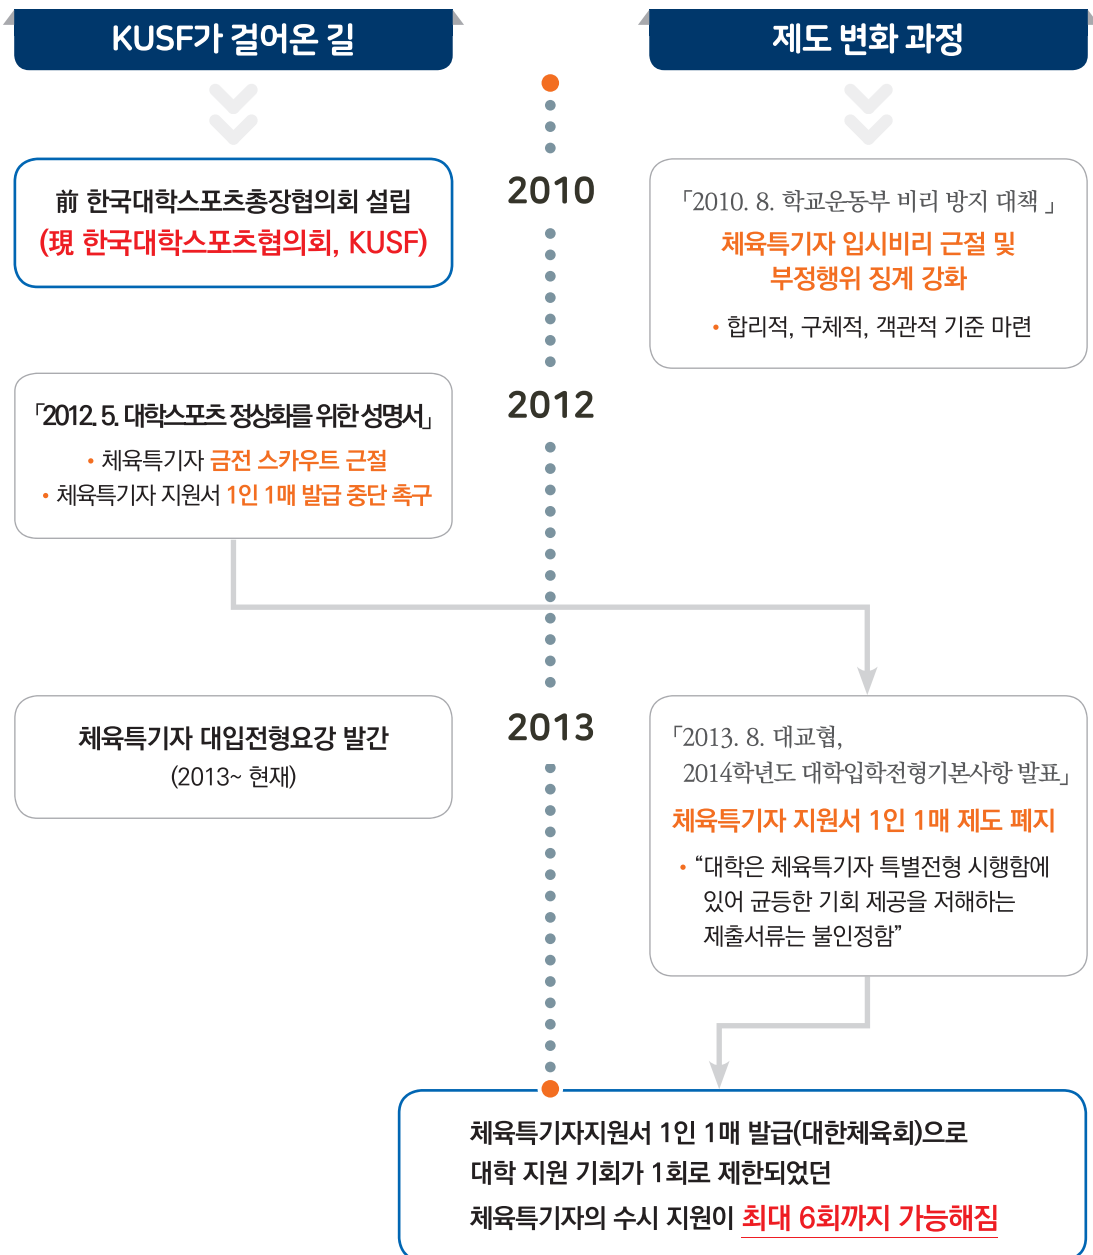 KUSF가 걸어온 길
제도 변화 과정
2010
前 한국대학스포츠총장협의회 설립
(現 한국대학스포츠협의회, KUSF)
「2010. 8. 학교운동부 비리 방지 대책 」
체육특기자 입시비리 근절 및
부정행위 징계 강화
• 합리적, 구체적, 객관적 기준 마련
2012
「2012. 5. 대학스포츠 정상화를 위한 성명서」
• 체육특기자 금전 스카우트 근절
• 체육특기자 지원서 1인 1매 발급 중단 촉구
2013
체육특기자 대입전형요강 발간
(2013~ 현재)
「2013. 8. 대교협,
2014학년도 대학입학전형기본사항 발표」
체육특기자 지원서 1인 1매 제도 폐지
• “대학은 체육특기자 특별전형 시행함에
있어 균등한 기회 제공을 저해하는
제출서류는 불인정함”
체육특기자지원서 1인 1매 발급(대한체육회)으로
대학 지원 기회가 1회로 제한되었던
체육특기자의 수시 지원이 최대 6회까지 가능해짐